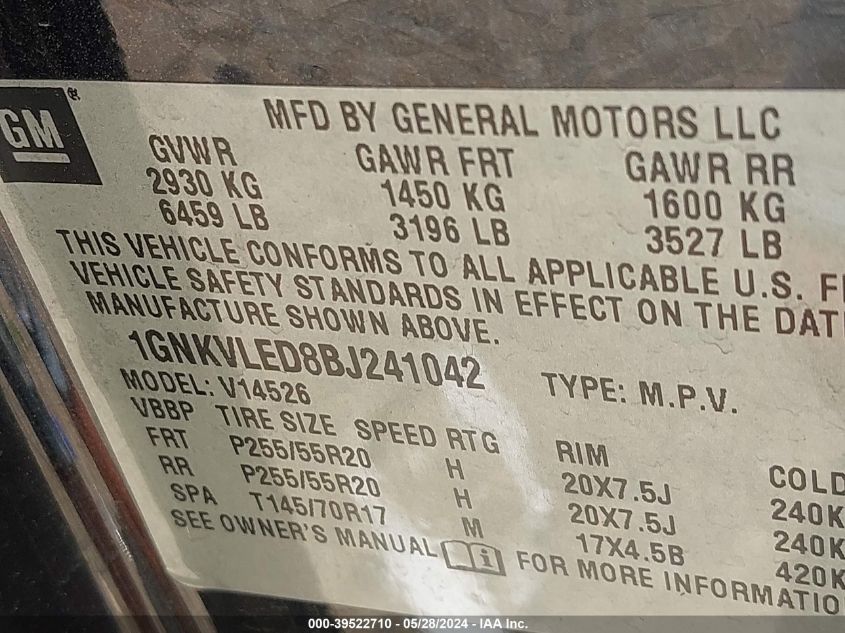 GM ®
MFD BY GENERAL MOTORS LLC
GVWR GAWR FRT GAWR RR
2930 KG 1450 KG 1600 KG
6459 LB 3196 LB 3527 LB
THIS VEHICLE CONFORMS TO ALL APPLICABLE U.S. F
VEHICLE SAFETY STANDARDS IN EFFECT ON THE DAT
MANUFACTURE SHOWN ABOVE.
1GNKVLED8BJ241042 TYPE: M.P.V.
MODEL: V14526
VBBP TIRE SIZE SPEED RTG RIM COLD
FRT P255/55R20 H 20X7.5J 240K
RR P255/55R20 H 20X7.5J 240K
SPA T145/70R17 M 17X4.5B 420K
SEE OWNER'S MANUAL i FOR MORE INFORMATIO
000-39522710 - 05/28/2024 - IAA Inc.